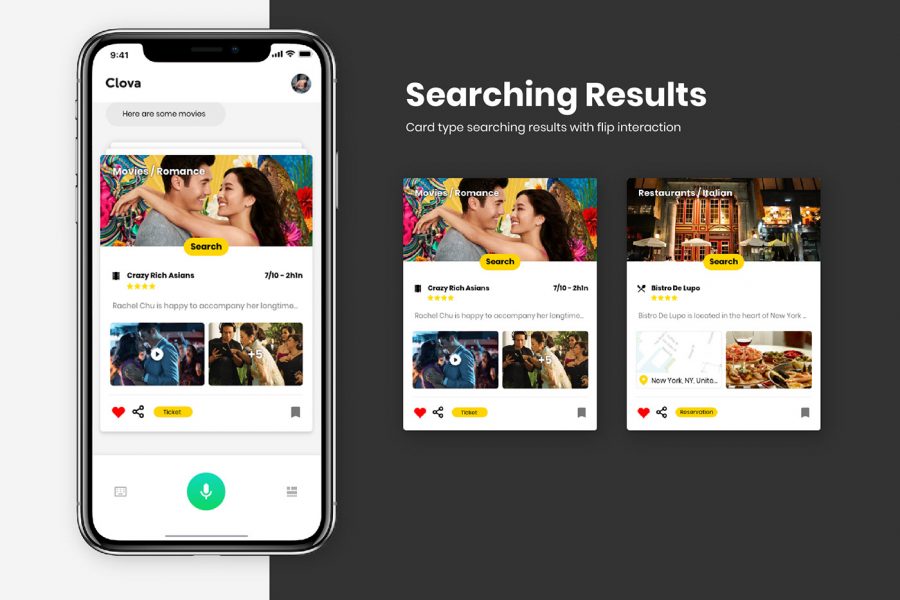 9:41
Clova
Here are some movies
Movies / Romance
Search
Crazy Rich Asians
7/10 - 2h1n
Rachel Chu is happy to accompany her longtime...
+5
Ticket
Searching Results
Card type searching results with flip interaction
Movies / Romance
Search
Crazy Rich Asians
7/10 - 2h1n
Rachel Chu is happy to accompany her longtime...
+5
Ticket
Restaurants / Italian
Search
Bistro De Lupo
Bistro De Lupo is located in the heart of New York ...
New York, NY, Unite...
Reservation